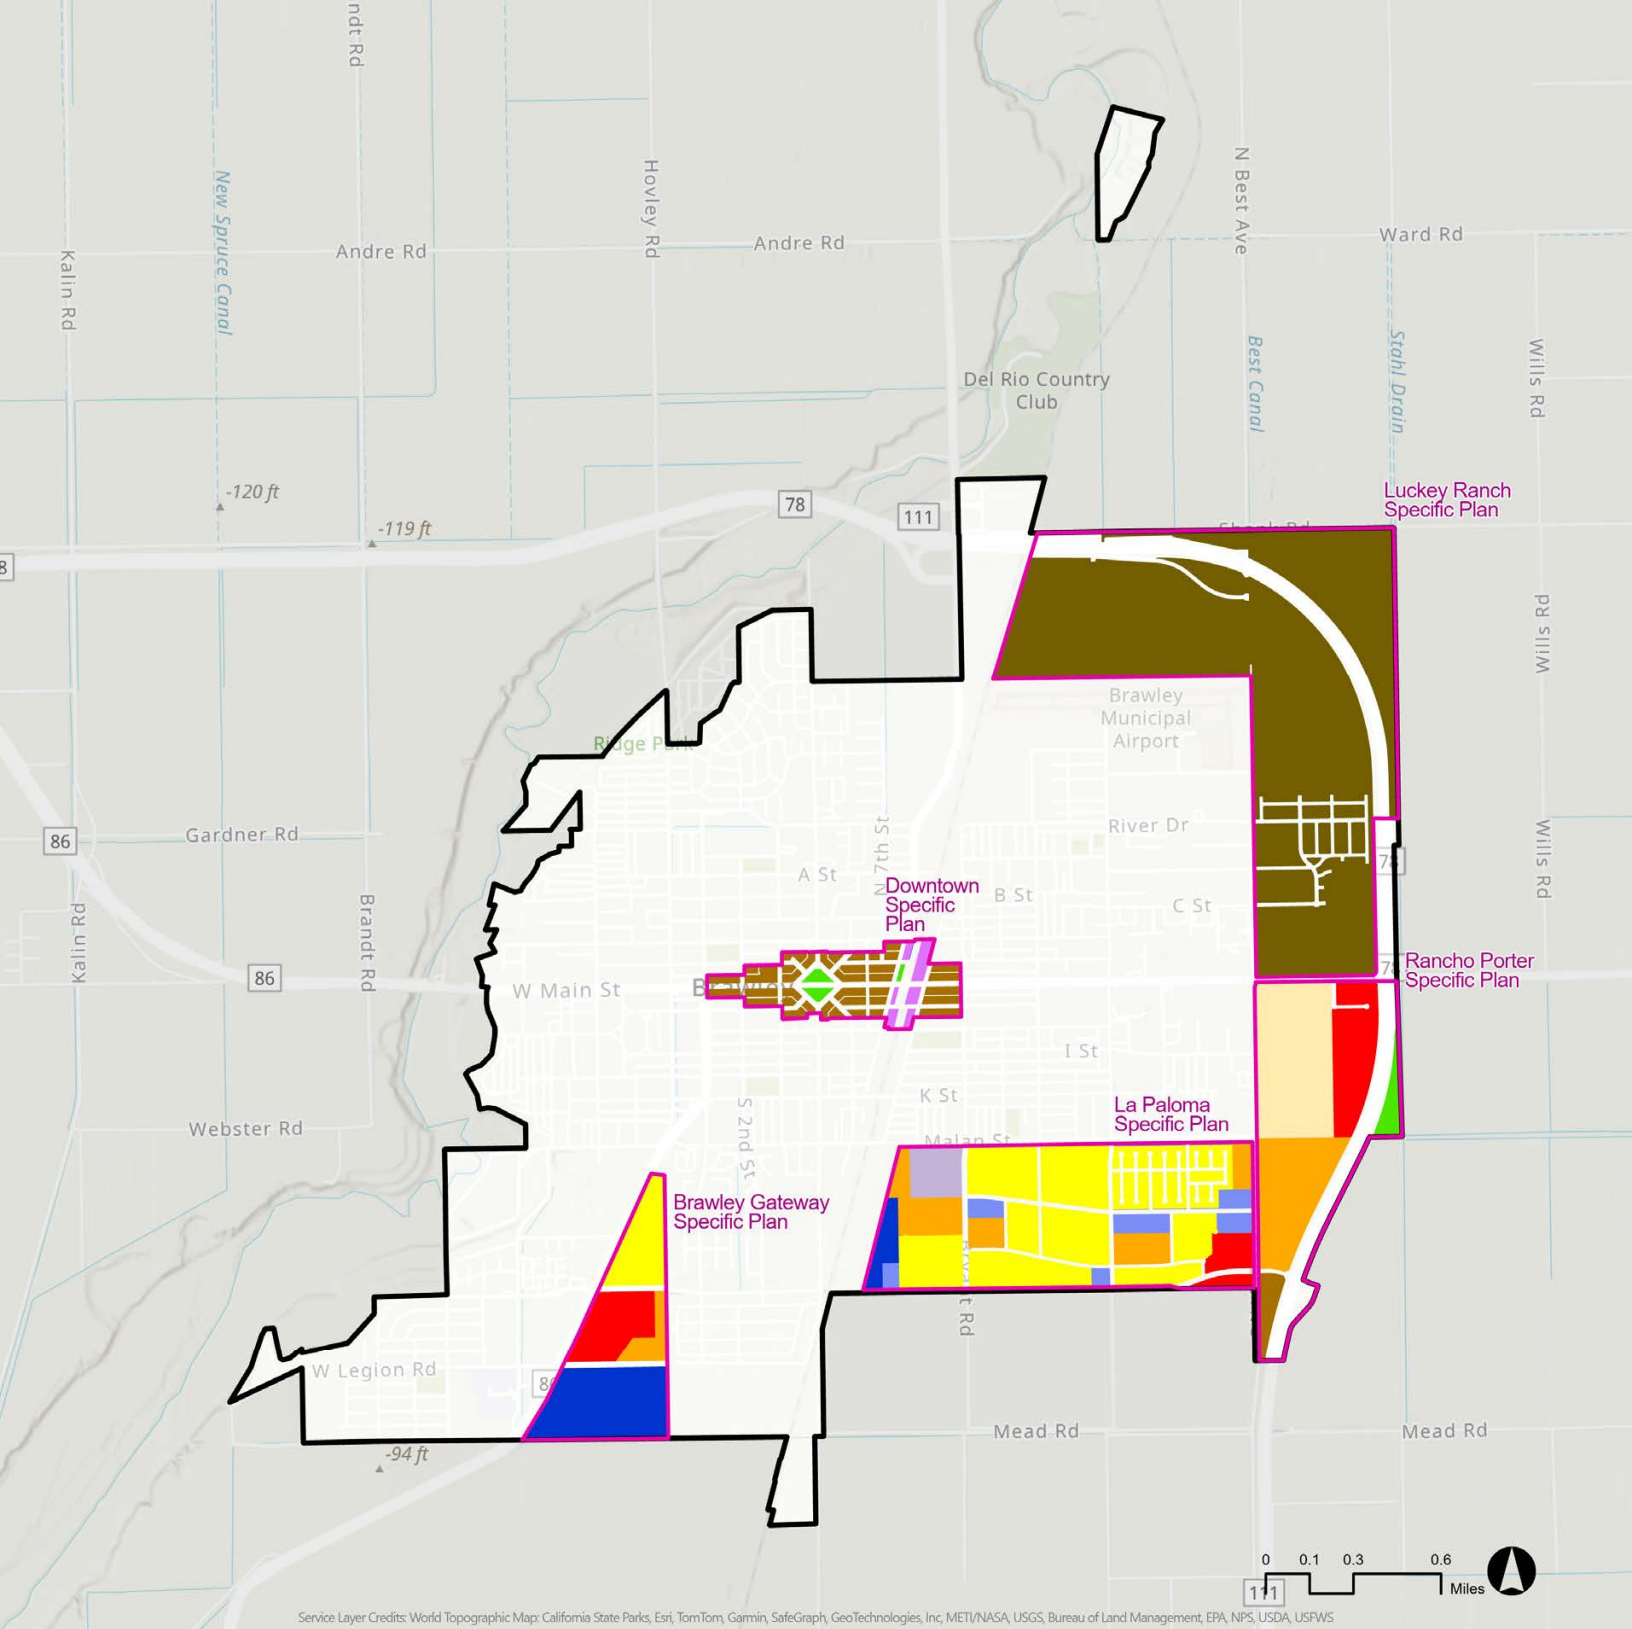 ndt Rd
Hovley Rd
N Best Ave
New Spruce Canal
Kalin Rd
Andre Rd
Andre Rd
Ward Rd
Best Canal
Stahl Drain
Wills Rd
Del Rio Country
Club
-120 ft
-119 ft
78
111
8
Luckey Ranch
Specific Plan
Wills Rd
Brawley
Municipal
Airport
86
Gardner Rd
River Dr
Wills Rd
78
A St
N 7th St
Downtown
Specific
Plan
B St
C St
Kalin Rd
Brandt Rd
86
W Main St
Brawley
Rancho Porter
Specific Plan
I St
K St
Webster Rd
S 2nd St
Malan St
La Paloma
Specific Plan
Brawley Gateway
Specific Plan
t Rd
W Legion Rd
Mead Rd
Mead Rd
-94 ft
0 0.1 0.3 0.6
Miles
111
Service Layer Credits: World Topographic Map: California State Parks, Esri, TomTom, Garmin, SafeGraph, GeoTechnologies, Inc, METI/NASA, USGS, Bureau of Land Management, EPA, NPS, USDA, USFWS